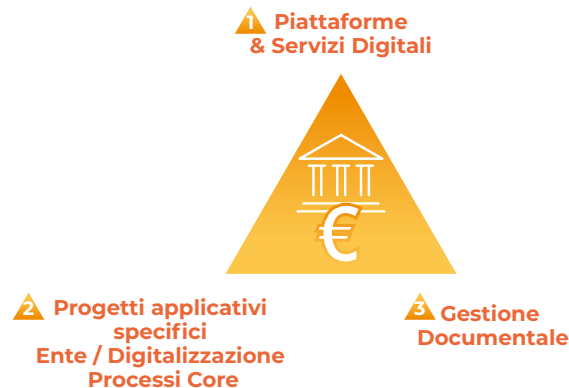 1 Piattaforme
& Servizi Digitali
€
2 Progetti applicativi
specifici
Ente / Digitalizzazione
Processi Core
3 Gestione
Documentale